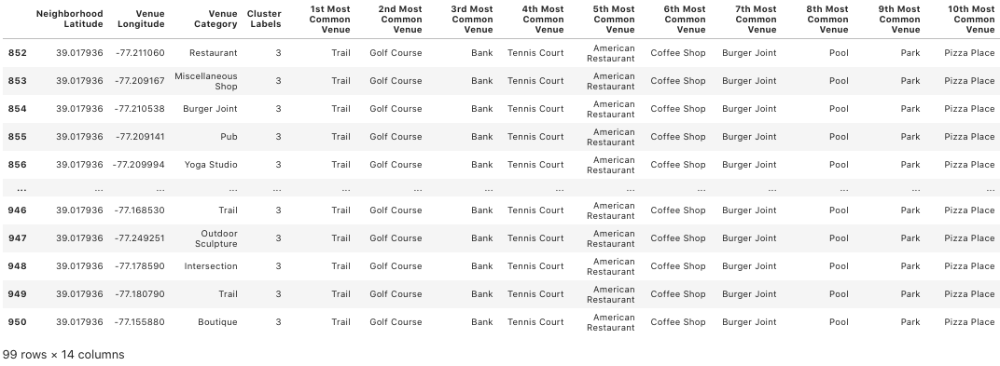 Neighborhood Latitude Venue Longitude Venue Category Cluster Labels 1st Most Common Venue 2nd Most Common Venue 3rd Most Common Venue 4th Most Common Venue 5th Most Common Venue 6th Most Common Venue 7th Most Common Venue 8th Most Common Venue 9th Most Common Venue 10th Most Common Venue
852 39.017936 -77.211060 Restaurant 3 Trail Golf Course Bank Tennis Court American Restaurant Coffee Shop Burger Joint Pool Park Pizza Place
853 39.017936 -77.209167 Miscellaneous Shop 3 Trail Golf Course Bank Tennis Court American Restaurant Coffee Shop Burger Joint Pool Park Pizza Place
854 39.017936 -77.210538 Burger Joint 3 Trail Golf Course Bank Tennis Court American Restaurant Coffee Shop Burger Joint Pool Park Pizza Place
855 39.017936 -77.209141 Pub 3 Trail Golf Course Bank Tennis Court American Restaurant Coffee Shop Burger Joint Pool Park Pizza Place
856 39.017936 -77.209994 Yoga Studio 3 Trail Golf Course Bank Tennis Court American Restaurant Coffee Shop Burger Joint Pool Park Pizza Place
... ... ... ... ... ... ... ... ... ... ... ... ... ... ...
946 39.017936 -77.168530 Trail 3 Trail Golf Course Bank Tennis Court American Restaurant Coffee Shop Burger Joint Pool Park Pizza Place
947 39.017936 -77.249251 Outdoor Sculpture 3 Trail Golf Course Bank Tennis Court American Restaurant Coffee Shop Burger Joint Pool Park Pizza Place
948 39.017936 -77.178590 Intersection 3 Trail Golf Course Bank Tennis Court American Restaurant Coffee Shop Burger Joint Pool Park Pizza Place
949 39.017936 -77.180790 Trail 3 Trail Golf Course Bank Tennis Court American Restaurant Coffee Shop Burger Joint Pool Park Pizza Place
950 39.017936 -77.155880 Boutique 3 Trail Golf Course Bank Tennis Court American Restaurant Coffee Shop Burger Joint Pool Park Pizza Place
99 rows × 14 columns